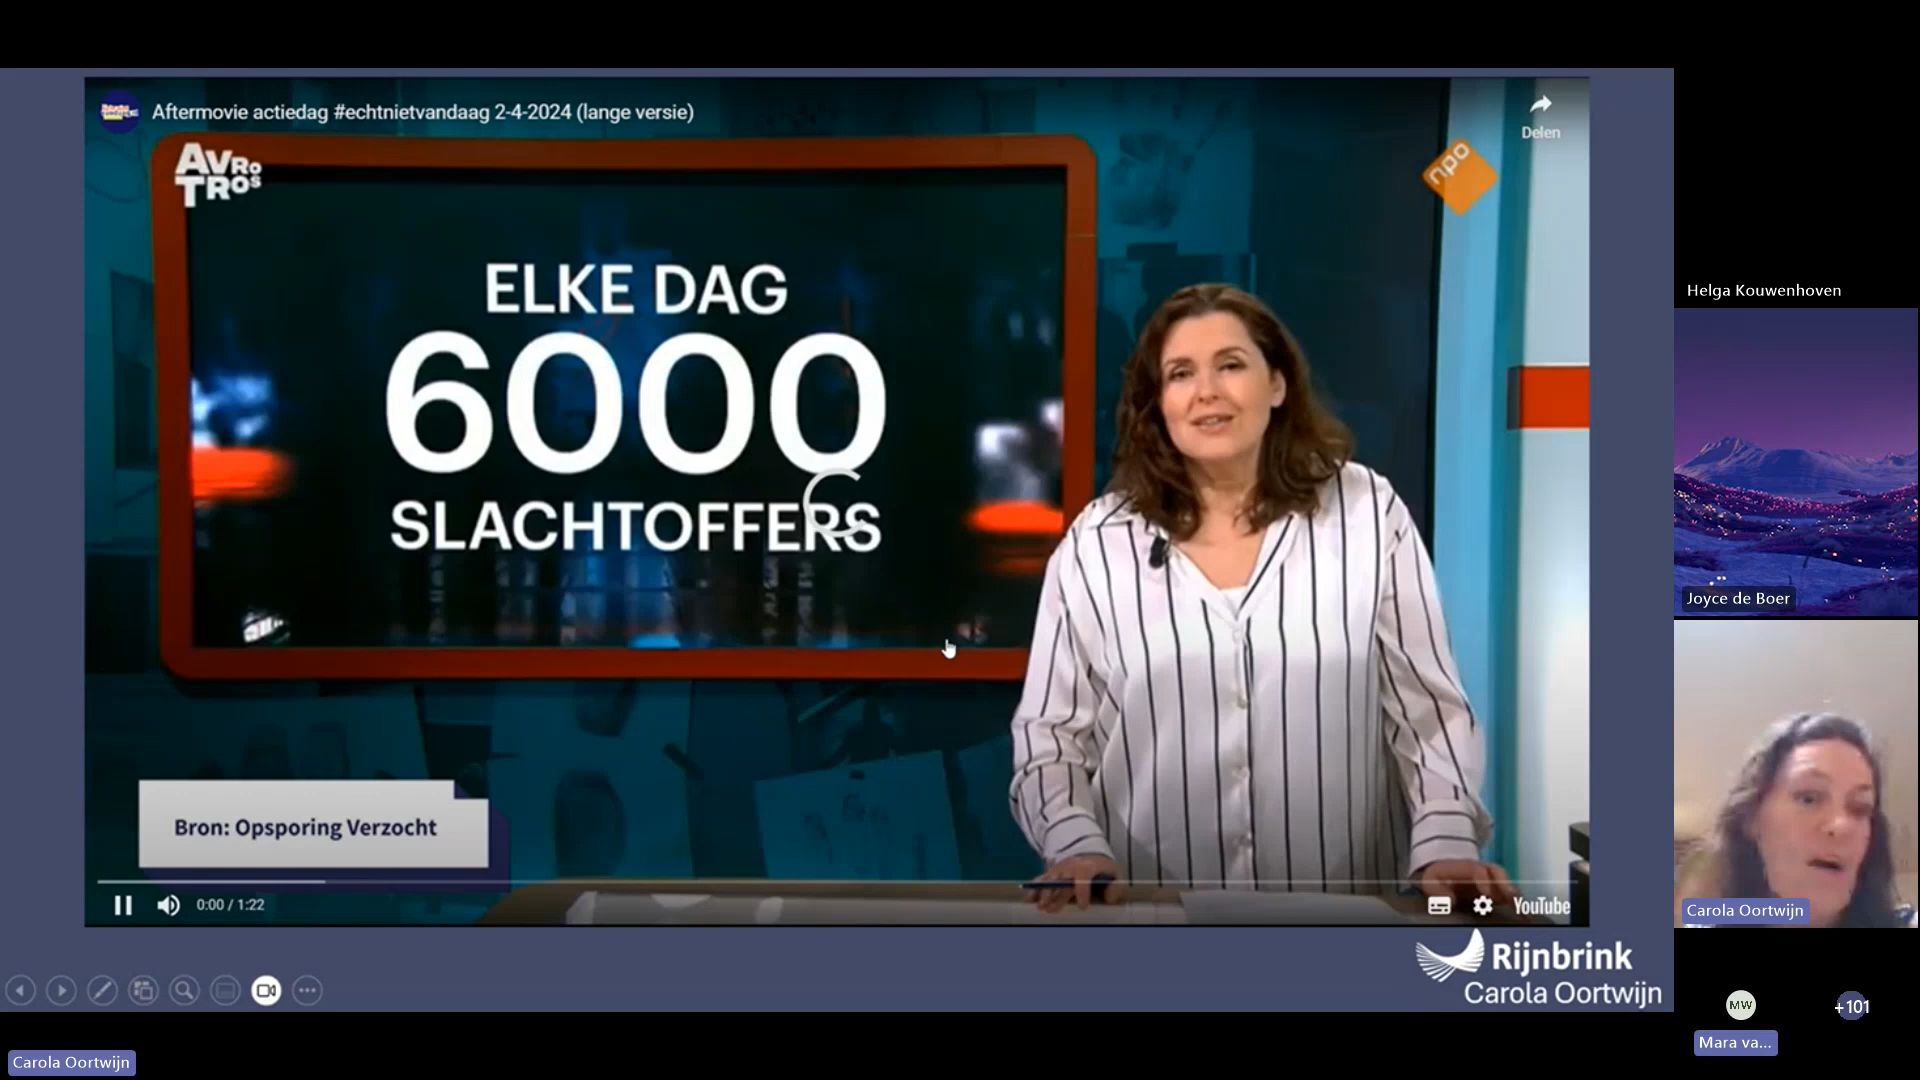 Aftermovie actiedag #echtnietvandaag 2-4-2024 (lange versie)
Delen
AVRO
TROS
npo
ELKE DAG
6000
SLACHTOFFERS
Bron: Opsporing Verzocht
0:00 / 1:22
YouTube
Rijnbrink
Carola Oortwijn
Helga Kouwenhoven
Joyce de Boer
Carola Oortwijn
MW
+101
Mara va...
Carola Oortwijn